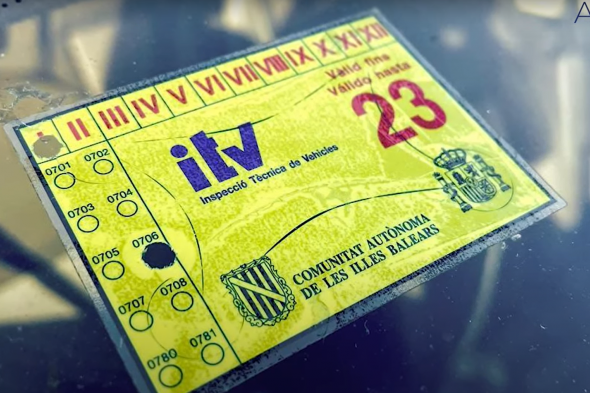 II III IV V VI VII VIII IX X XI XII
Vàlid fins
Válido hasta
23
itv
Inspecció Tècnica de Vehicles
0701 0702
0703 0704
0705 0706
0707 0708
0780 0781
COMUNITAT AUTÒNOMA
DE LES ILLES BALEARS